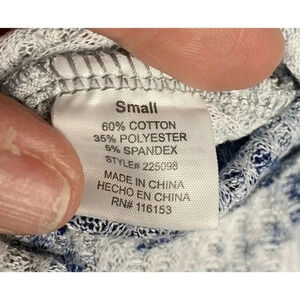 Small
60% COTTON
35% POLYESTER
5% SPANDEX
STYLE# 225098
MADE IN CHINA
HECHO EN CHINA
RN# 116153